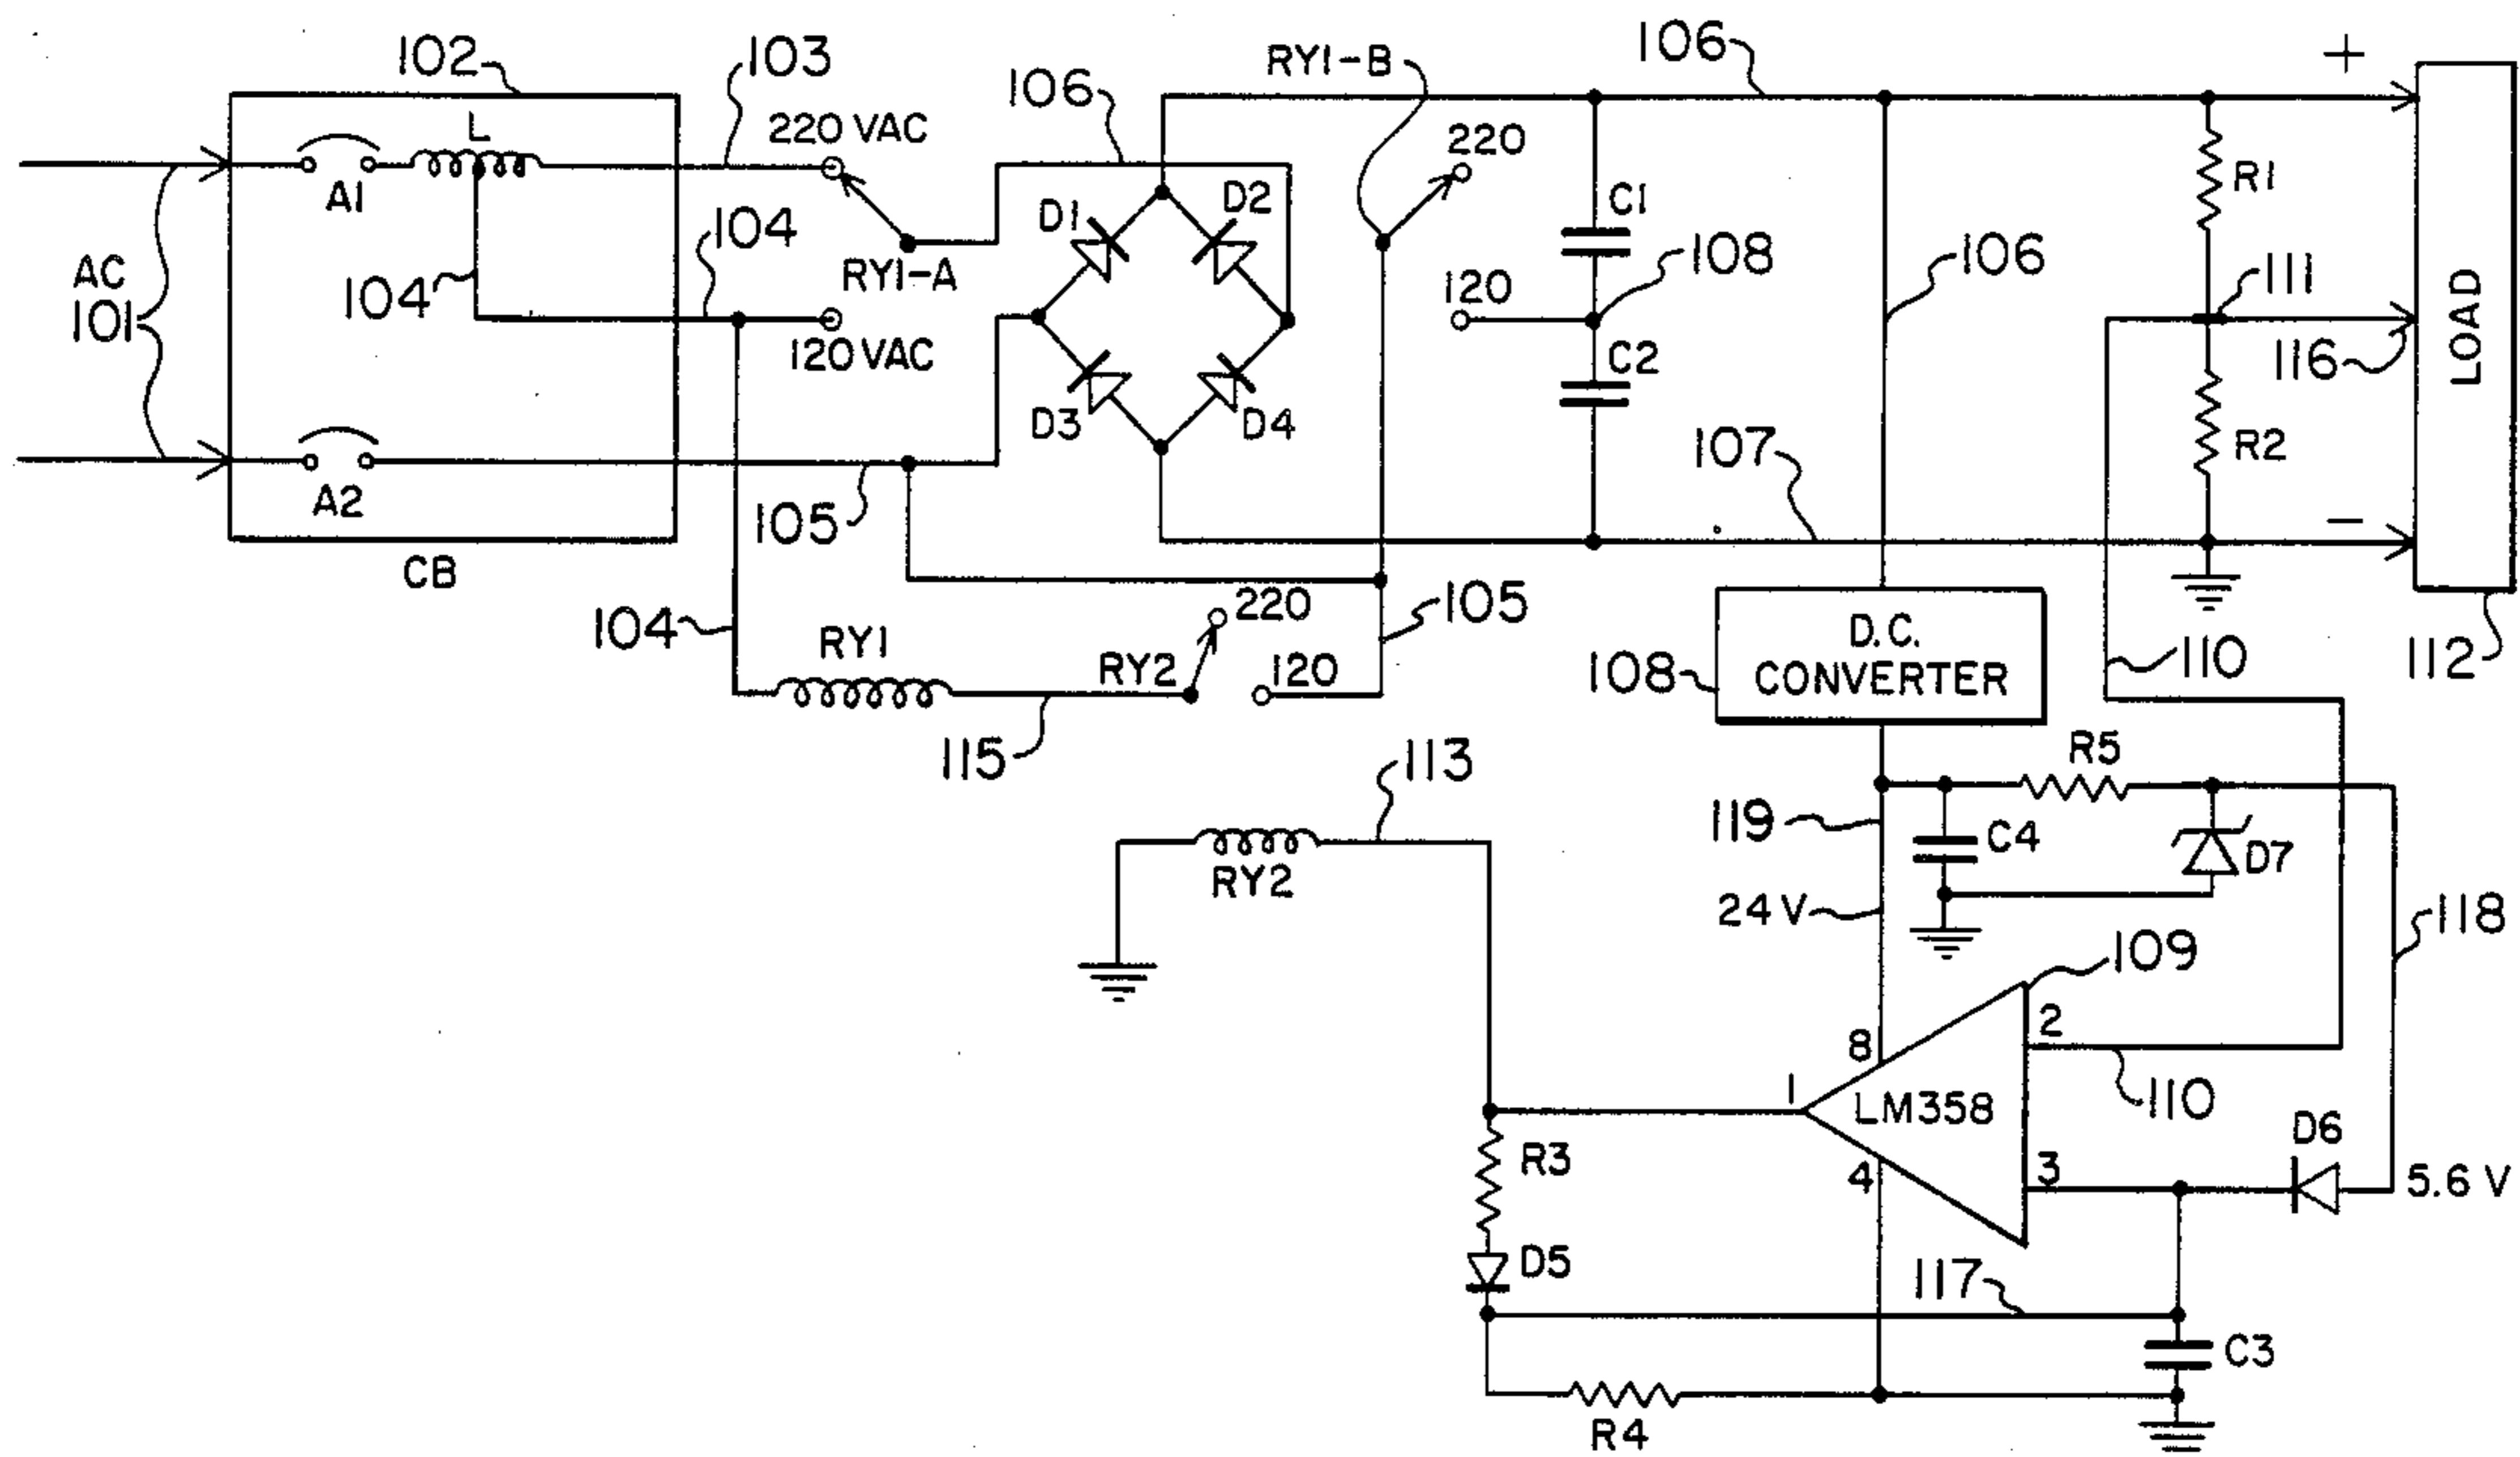 102
103
106
RY1-B
106
+
L
220 VAC
220
A1
D1
D2
C1
R1
104
AC
101
104
RY1-A
108
106
111
120
120 VAC
C2
116
LOAD
D3
D4
107
R2
A2
105
−
CB
104
RY1
RY2
220
105
D.C.
CONVERTER
108
110
112
120
115
113
R5
119
C4
D7
RY2
24 V
118
109
8
2
1
LM358
110
R3
4
3
D6
5.6 V
D5
117
C3
R4